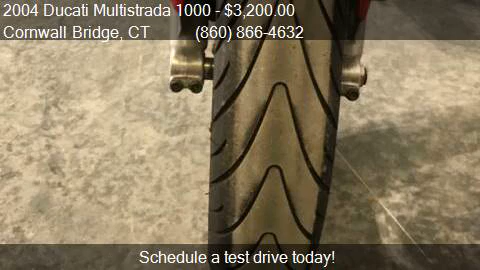 2004 Ducati Multistrada 1000 - $3,200.00
Cornwall Bridge, CT (860) 866-4632
Schedule a test drive today!